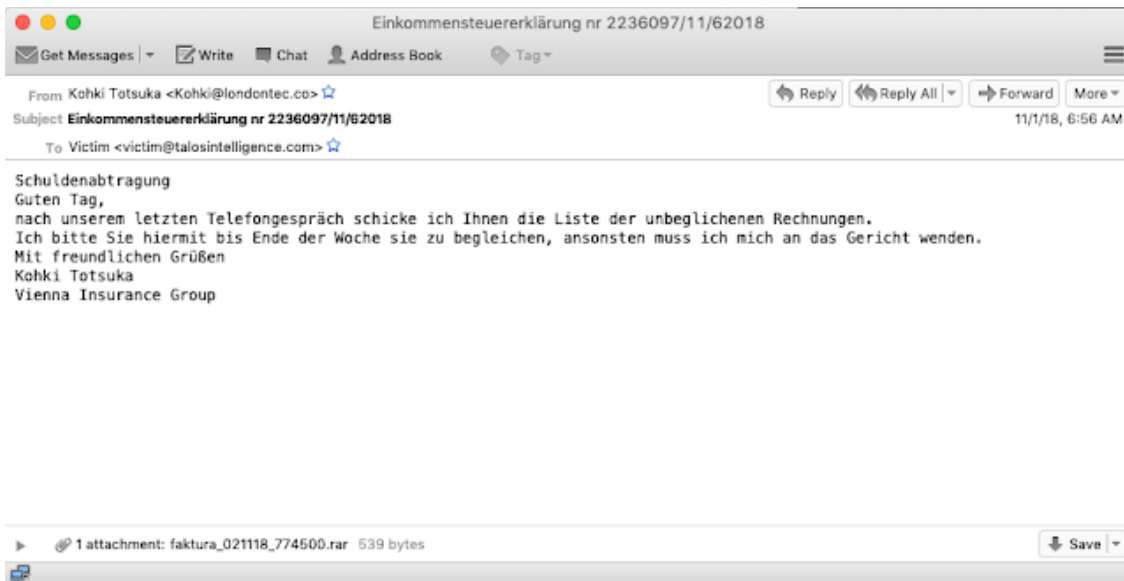 Einkommensteuererklärung nr 2236097/11/62018
Get Messages Write Chat Address Book Tag
From Kohki Totsuka <Kohki@londontec.co> Reply Reply All Forward More
Subject Einkommensteuererklärung nr 2236097/11/62018 11/1/18, 6:56 AM
To Victim <victim@talosintelligence.com>
Schuldenabtragung
Guten Tag,
nach unserem letzten Telefongespräch schicke ich Ihnen die Liste der unbeglichenen Rechnungen.
Ich bitte Sie hiermit bis Ende der Woche sie zu begleichen, ansonsten muss ich mich an das Gericht wenden.
Mit freundlichen Grüßen
Kohki Totsuka
Vienna Insurance Group
1 attachment: faktura_021118_774500.rar 539 bytes Save